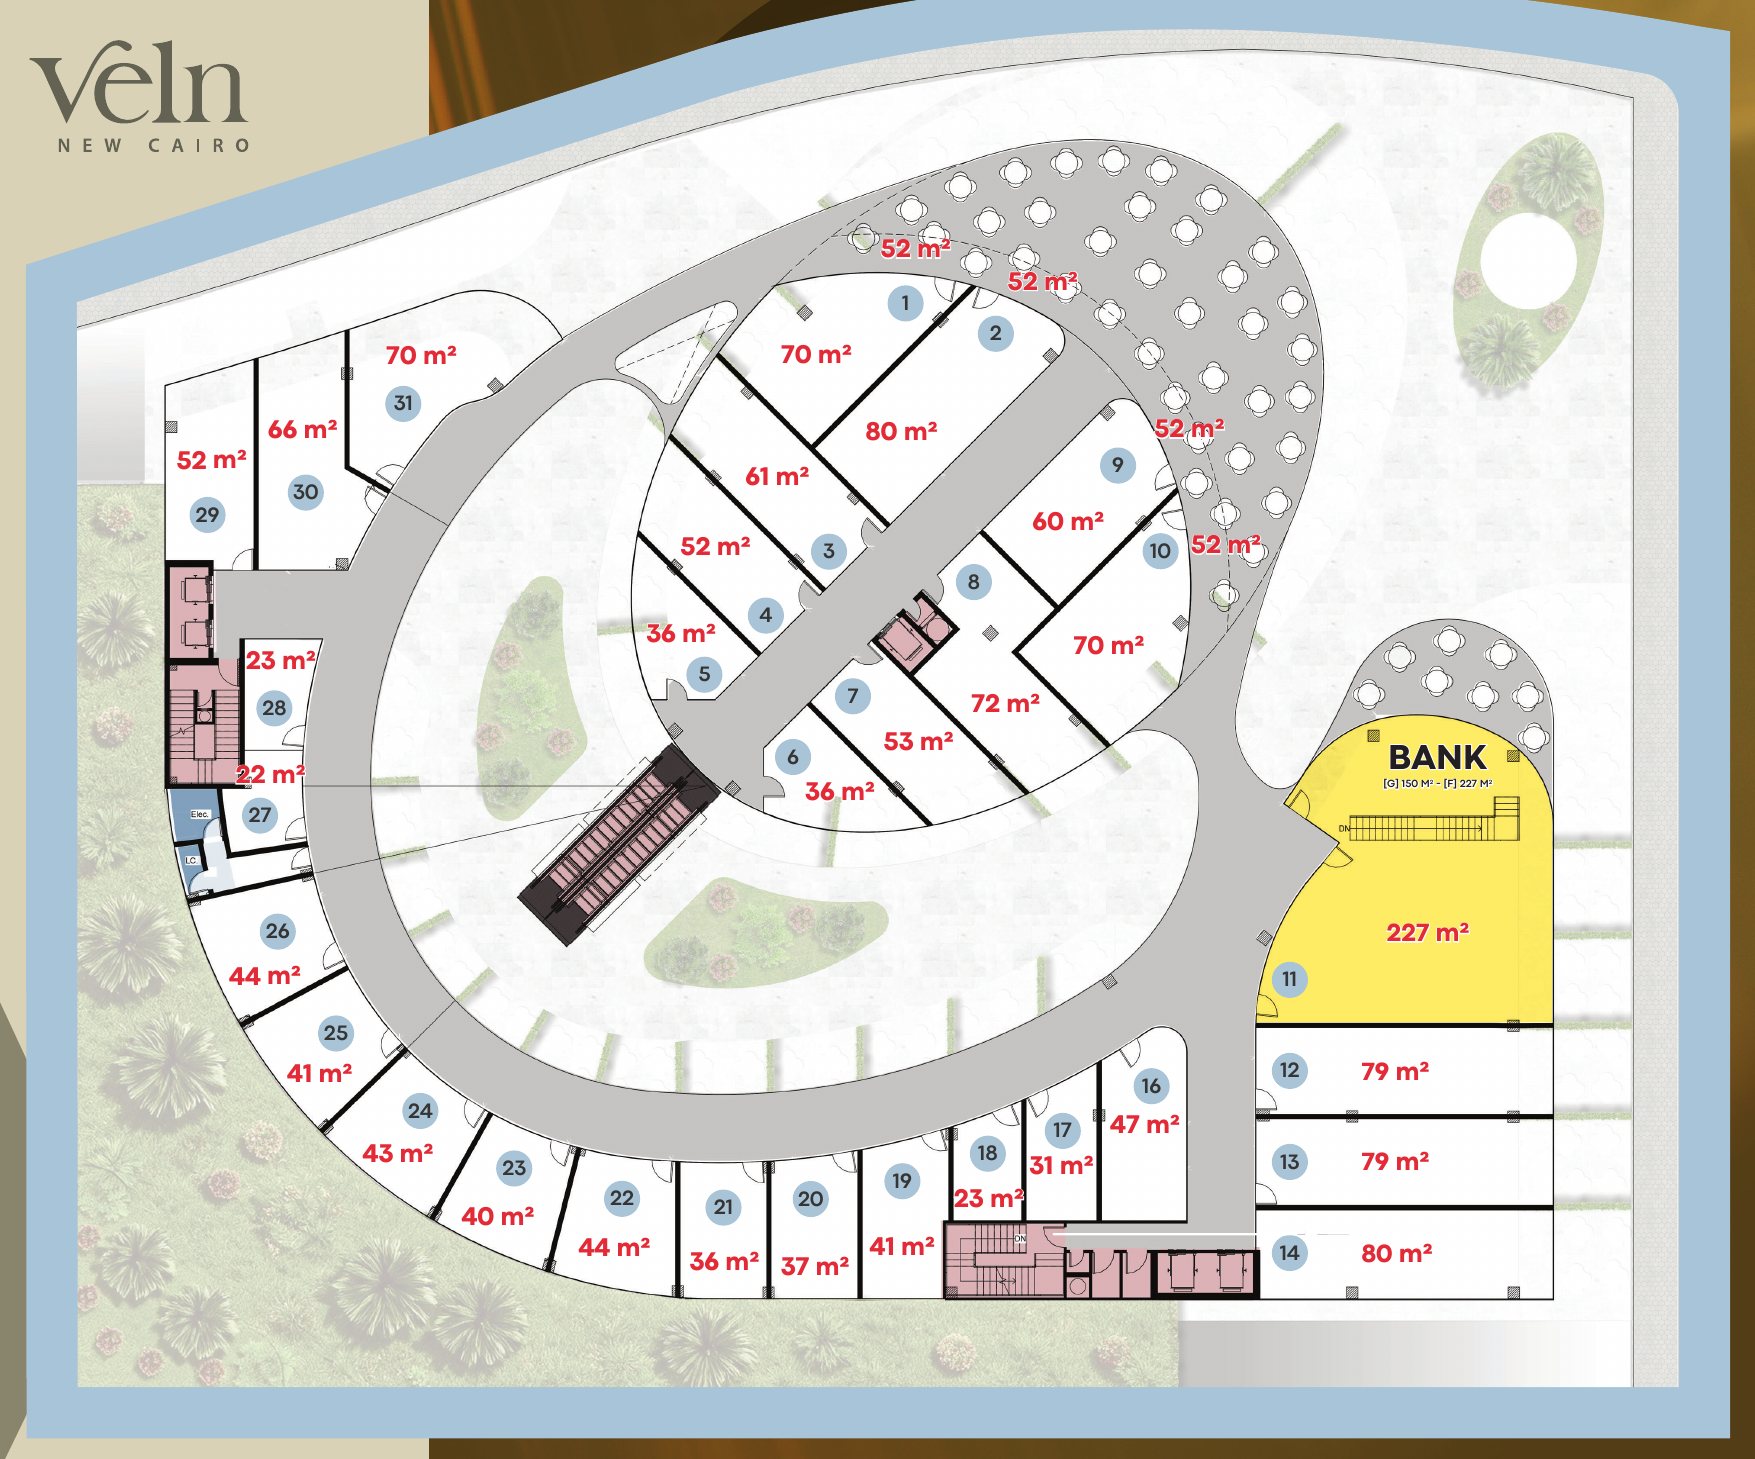 Veln
NEW CAIRO
52 m²
52 m²
1
70 m²
2
80 m²
70 m²
31
66 m²
30
52 m²
29
61 m²
3
52 m²
4
36 m²
5
52 m²
9
60 m²
10
52 m²
8
70 m²
72 m²
7
53 m²
6
36 m²
23 m²
28
22 m²
27
Elec.
LC.
BANK
[G] 150 M² - [F] 227 M²
DN
227 m²
11
26
44 m²
25
41 m²
24
43 m²
23
40 m²
22
44 m²
21
36 m²
20
37 m²
19
41 m²
18
23 m²
17
31 m²
16
47 m²
12
79 m²
13
79 m²
14
80 m²
DN